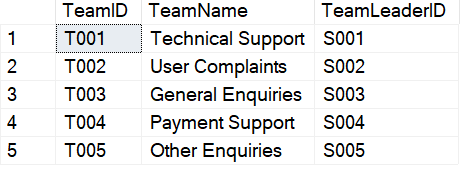 TeamID TeamName TeamLeaderID
1 T001 Technical Support S001
2 T002 User Complaints S002
3 T003 General Enquiries S003
4 T004 Payment Support S004
5 T005 Other Enquiries S005